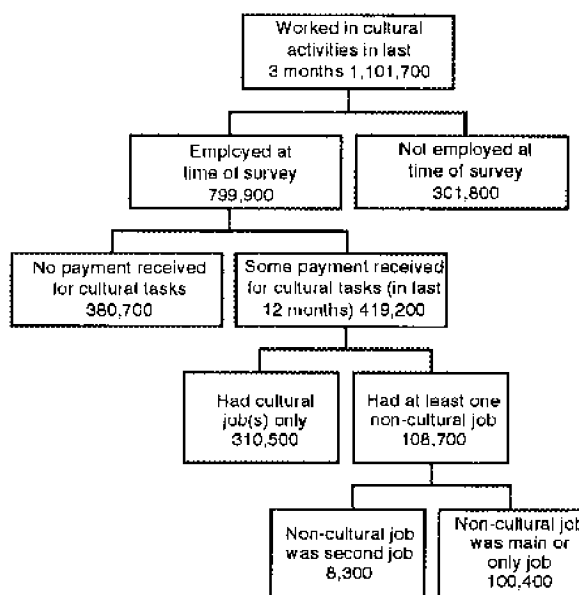 Worked in cultural
activities in last
3 months 1,101,700
Employed at
time of survey
799,900
Not employed at
time of survey
301,800
No payment received
for cultural tasks
380,700
Some payment received
for cultural tasks (in last
12 months) 419,200
Had cultural
job(s) only
310,500
Had at least one
non-cultural job
108,700
Non-cultural job
was second job
8,300
Non-cultural job
was main or
only job
100,400